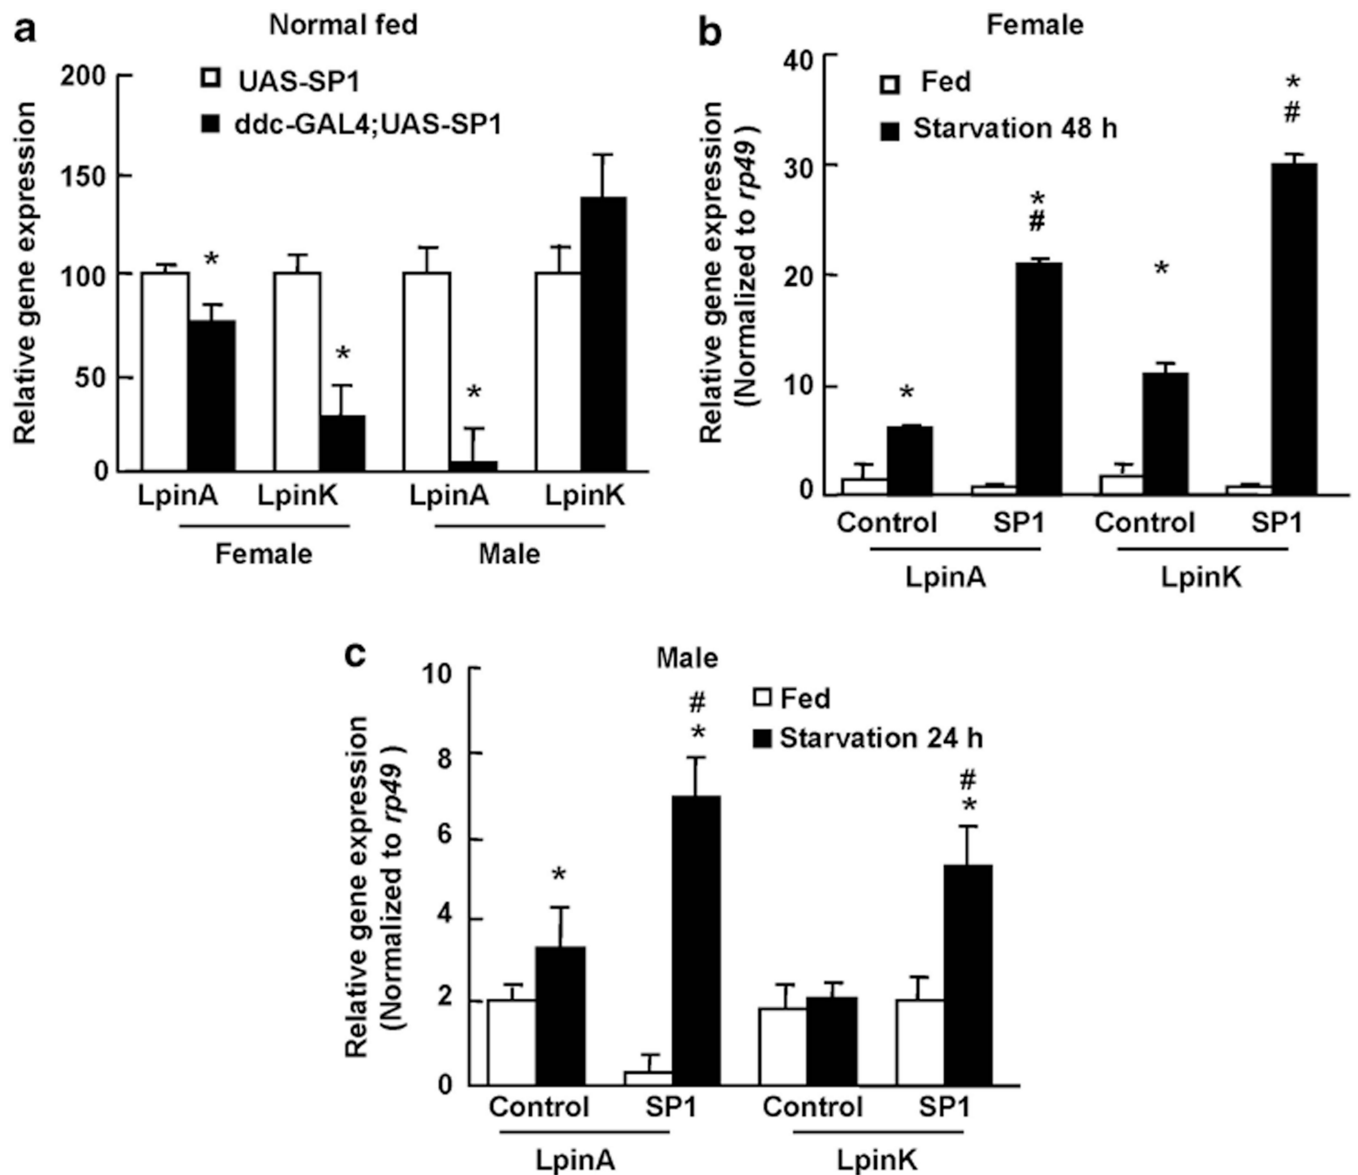 a
Normal fed
200
150
100
50
0
Relative gene expression
UAS-SP1
ddc-GAL4;UAS-SP1
*
*
*
LpinA LpinK LpinA LpinK
Female Male
b
Female
40
30
20
10
0
Relative gene expression
(Normalized to rp49 )
Fed
Starvation 48 h
*
*
#
*
*
#
Control SP1 Control SP1
LpinA LpinK
c
Male
10
8
6
4
2
0
Relative gene expression
(Normalized to rp49 )
Fed
Starvation 24 h
*
#
*
#
*
Control SP1 Control SP1
LpinA LpinK